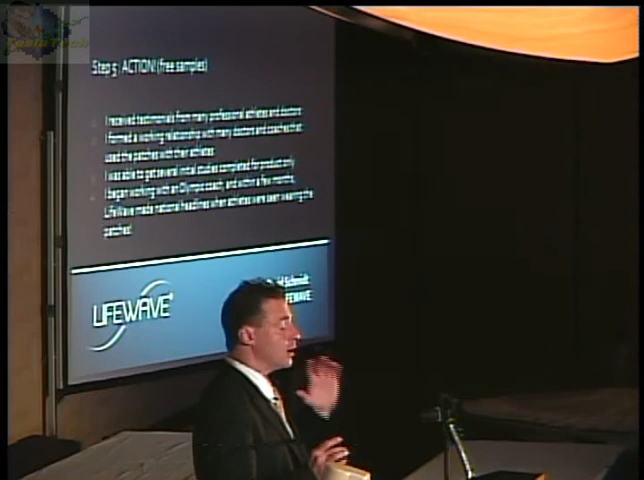 TeslaTech
Step 5: ACTION! (free samples)
I received testimonials from many professional athletes and doctors
I formed a working relationship with many doctors and coaches that
used the patches with their athletes
I was able to get several initial studies completed for product only
I began working with an Olympic coach, and within a few months,
LifeWave made national headlines when athletes were seen wearing the
patches!
Schmidt
LIFEWAVE
LIFEWAVE